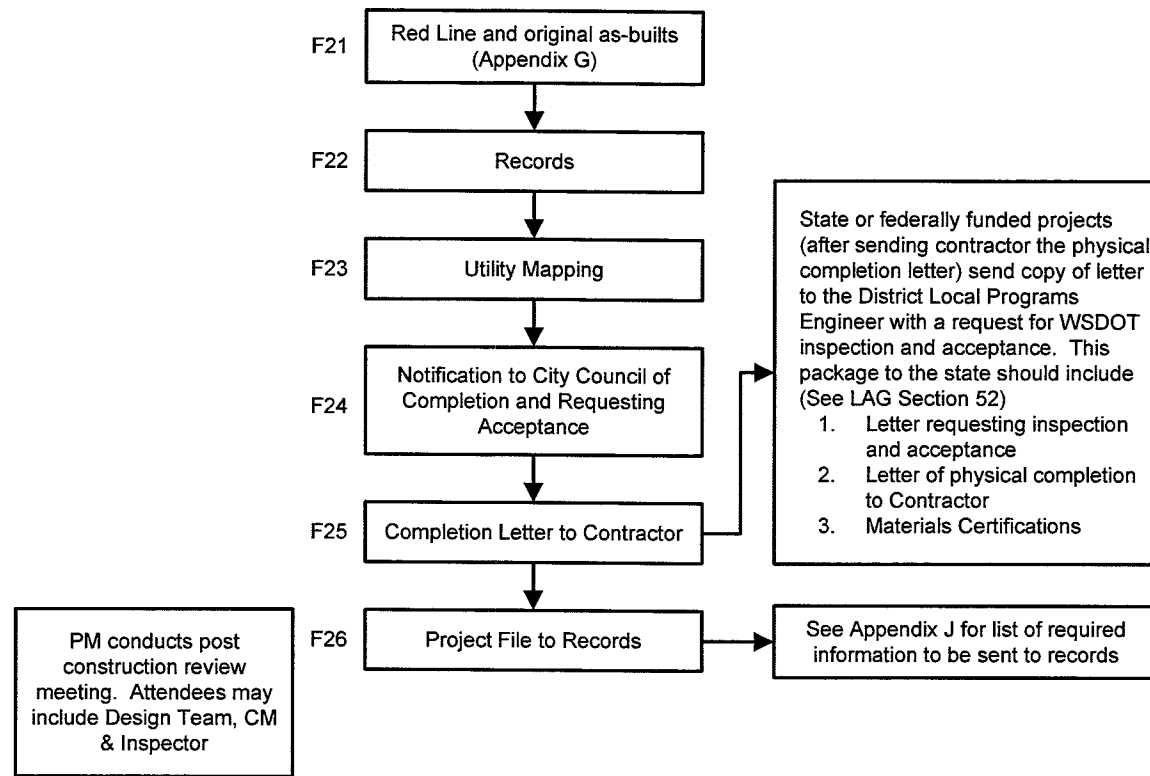 F21
Red Line and original as-builts
(Appendix G)
F22
Records
F23
Utility Mapping
F24
Notification to City Council of
Completion and Requesting
Acceptance
F25
Completion Letter to Contractor
State or federally funded projects
(after sending contractor the physical
completion letter) send copy of letter
to the District Local Programs
Engineer with a request for WSDOT
inspection and acceptance. This
package to the state should include
(See LAG Section 52)
1. Letter requesting inspection
and acceptance
2. Letter of physical completion
to Contractor
3. Materials Certifications
F26
Project File to Records
See Appendix J for list of required
information to be sent to records
PM conducts post
construction review
meeting. Attendees may
include Design Team, CM
& Inspector